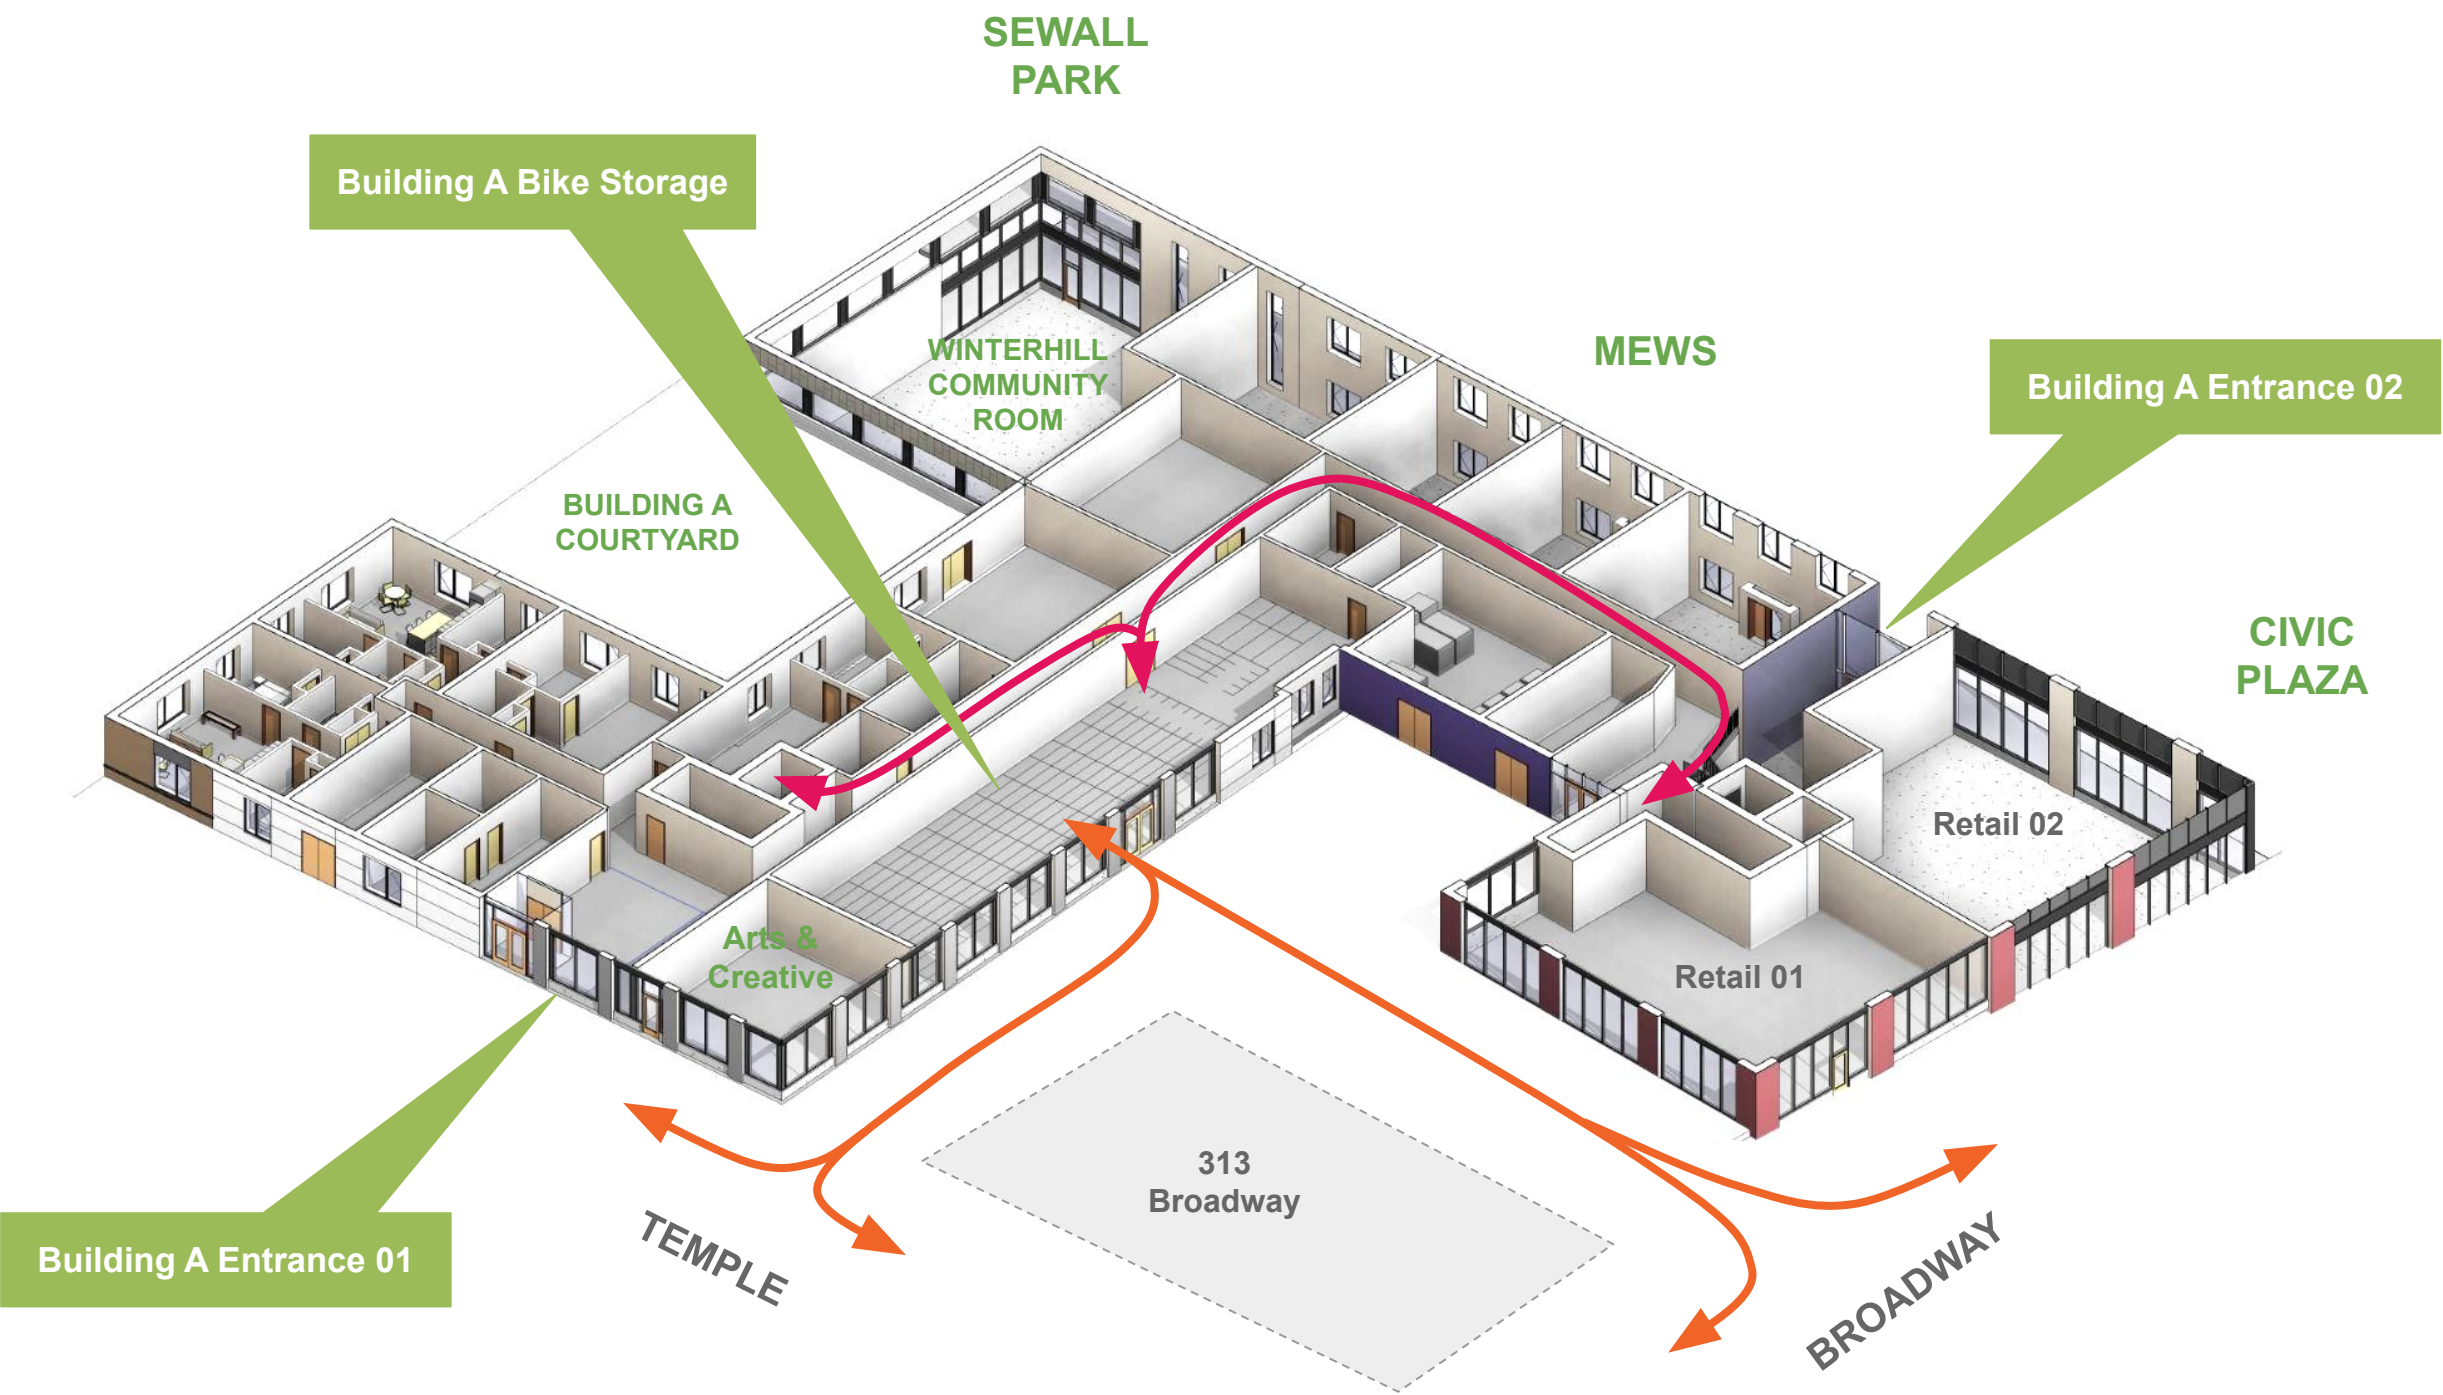 SEWALL
PARK
Building A Bike Storage
WINTERHILL
COMMUNITY
ROOM
MEWS
Building A Entrance 02
BUILDING A
COURTYARD
CIVIC
PLAZA
Retail 02
Arts &
Creative
Retail 01
313
Broadway
TEMPLE
Building A Entrance 01
BROADWAY